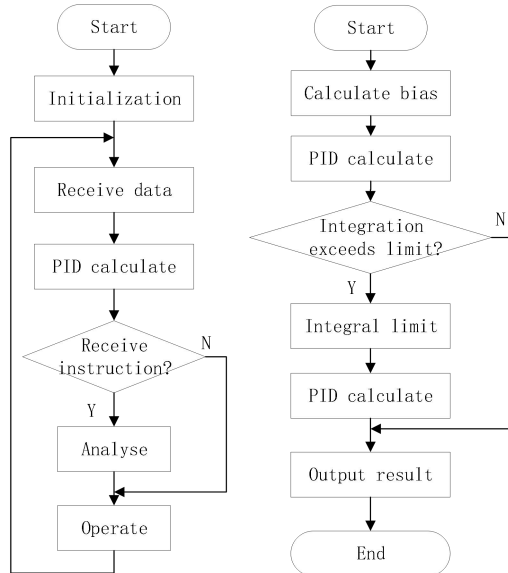 Start
Initialization
Receive data
PID calculate
Receive
instruction?
N
Y
Analyse
Operate
Start
Calculate bias
PID calculate
Integration
exceeds limit?
N
Y
Integral limit
PID calculate
Output result
End